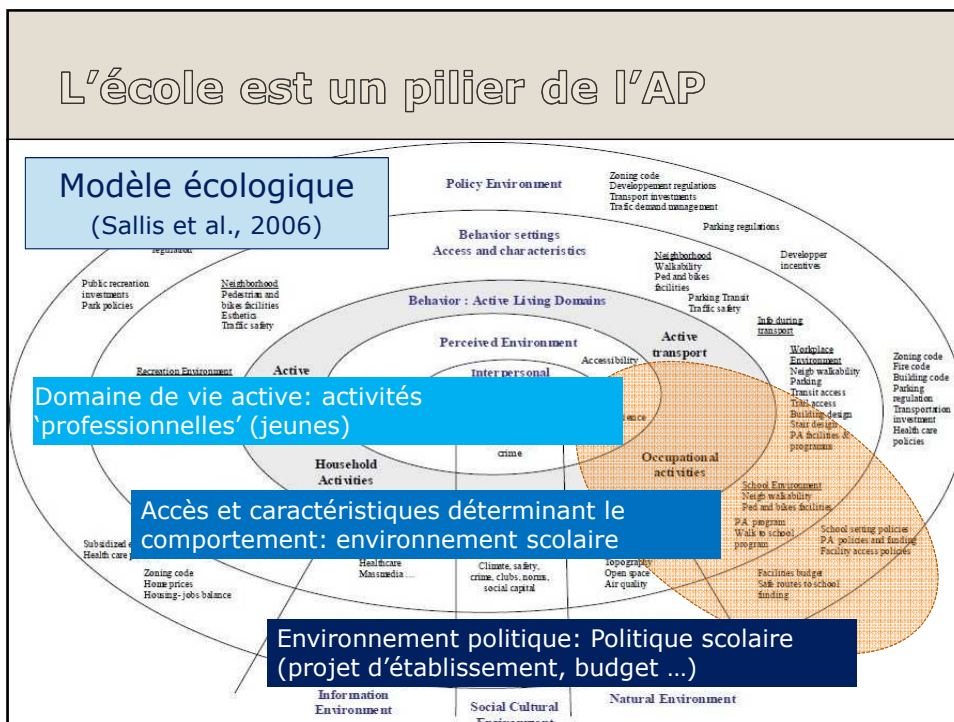 L'école est un pilier de l'AP
Modèle écologique
(Sallis et al., 2006)
regulation
Policy Environment
Zoning code
Developpement regulations
Transport investments
Trafic demand management
Parking regulations
Behavior settings
Access and characteristics
Developper
incentives
Public recreation
investments
Park policies
Neighborhood
Pedestrian and
bikes facilities
Esthetics
Traffic safety
Neighborhood
Walkability
Ped and bikes
facilities
Parking Transit
Traffic safety
Behavior : Active Living Domains
Info during
transport
Perceived Environment
Accessibility
Active
transport
Interpersonal
Recreation Environment
Active
Workplace
Environment
Neigb walkability
Parking
Transit access
Trail access
Building design
Stair design
PA facilities &
programs
Zoning code
Fire code
Building code
Parking
regulation
Transportation
investment
Health care
policies
Domaine de vie active: activités
'professionnelles' (jeunes)
crime
Household
Activities
Occupational
activities
School Environment
Neigb walkability
Ped and bikes facilities
P.A. program
Walk to school
program
School setting policies
P.A. policies and funding
Facility access policies
Facilities budget
Safe routes to school
funding
Accès et caractéristiques déterminant le
comportement: environnement scolaire
Health care
Zoning code
Home prices
Housing- jobs balance
Healthcare
Massmedia ...
Climate, safety,
crime, clubs, norms,
social capital
Topography
Open space
Air quality
Environnement politique: Politique scolaire
(projet d'établissement, budget ...)
Information
Environment
Social Cultural
Natural Environment